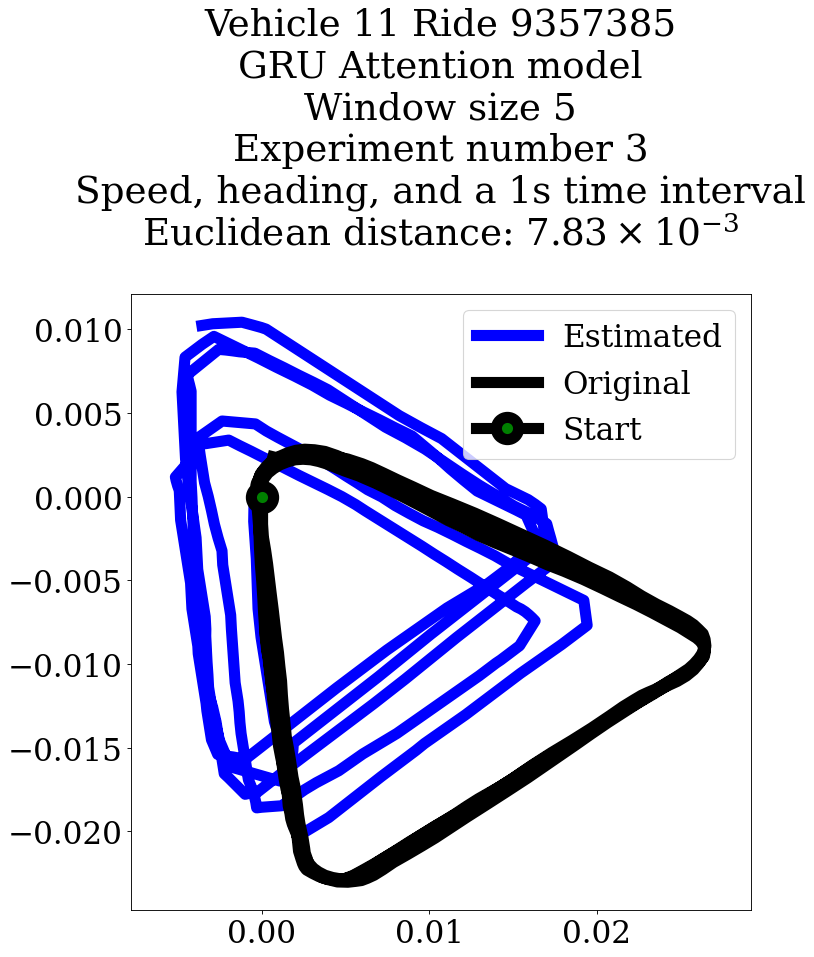 Vehicle 11 Ride 9357385
GRU Attention model
Window size 5
Experiment number 3
Speed, heading, and a 1s time interval
Euclidean distance: 7.83 × 10⁻³
Estimated
Original
Start
0.010
0.005
0.000
−0.005
−0.010
−0.015
−0.020
0.00
0.01
0.02